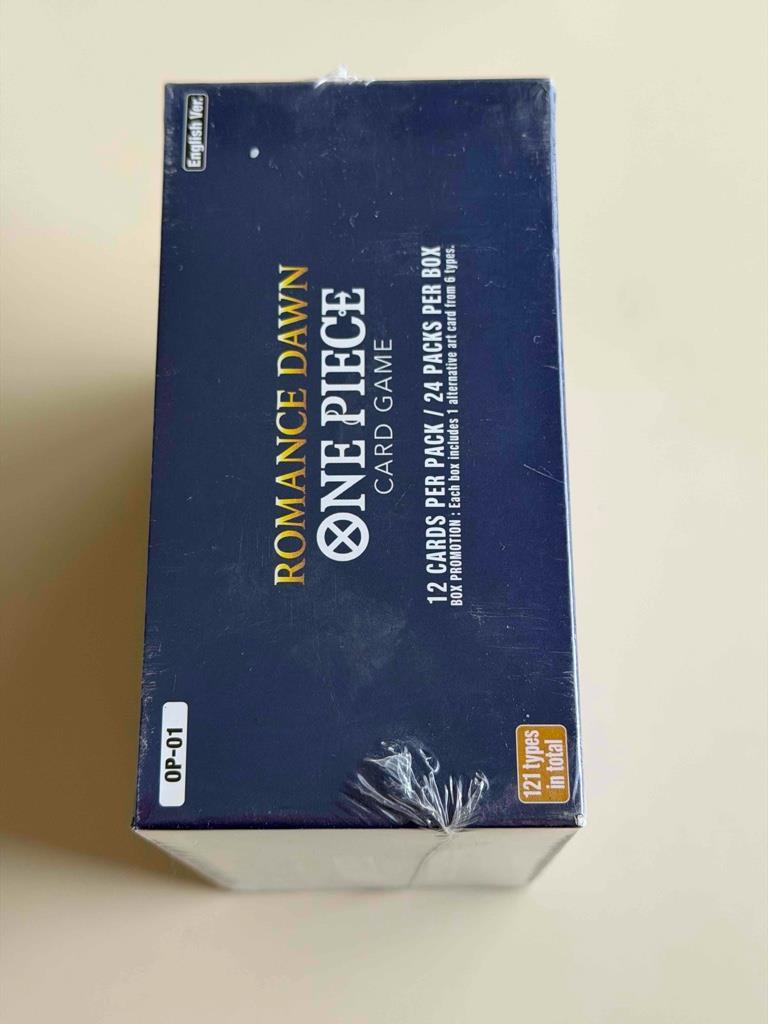 English Ver.
ROMANCE DAWN
ONE PIECE
CARD GAME
12 CARDS PER PACK / 24 PACKS PER BOX
BOX PROMOTION : Each box includes 1 alternative art card from 6 types.
OP-01
121 types
in total